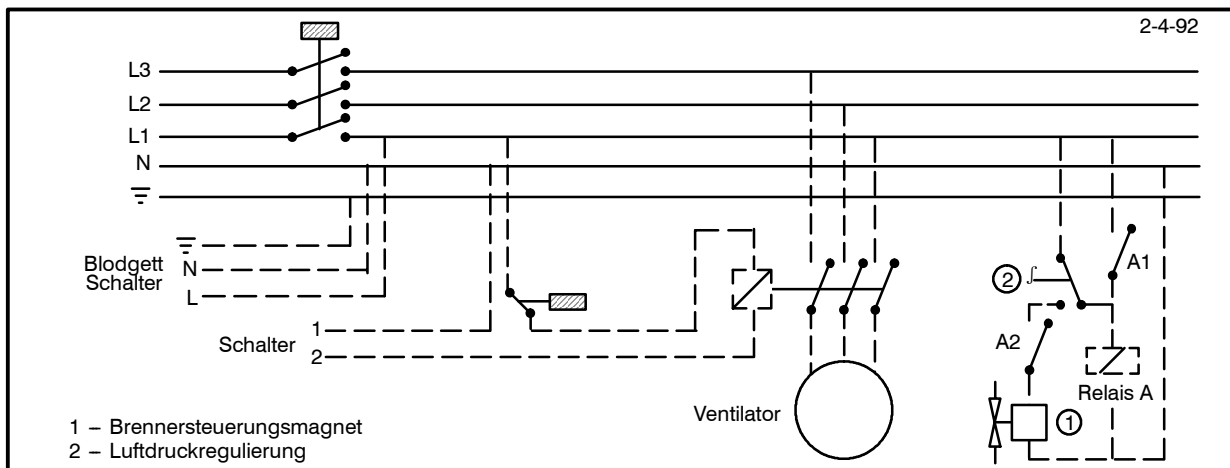 2-4-92
L3
L2
L1
N
Blodgett
Schalter
N
L
Schalter
1
2
Ventilator
2
A1
A2
Relais A
1
1 – Brennersteuerungsmagnet
2 – Luftdruckregulierung